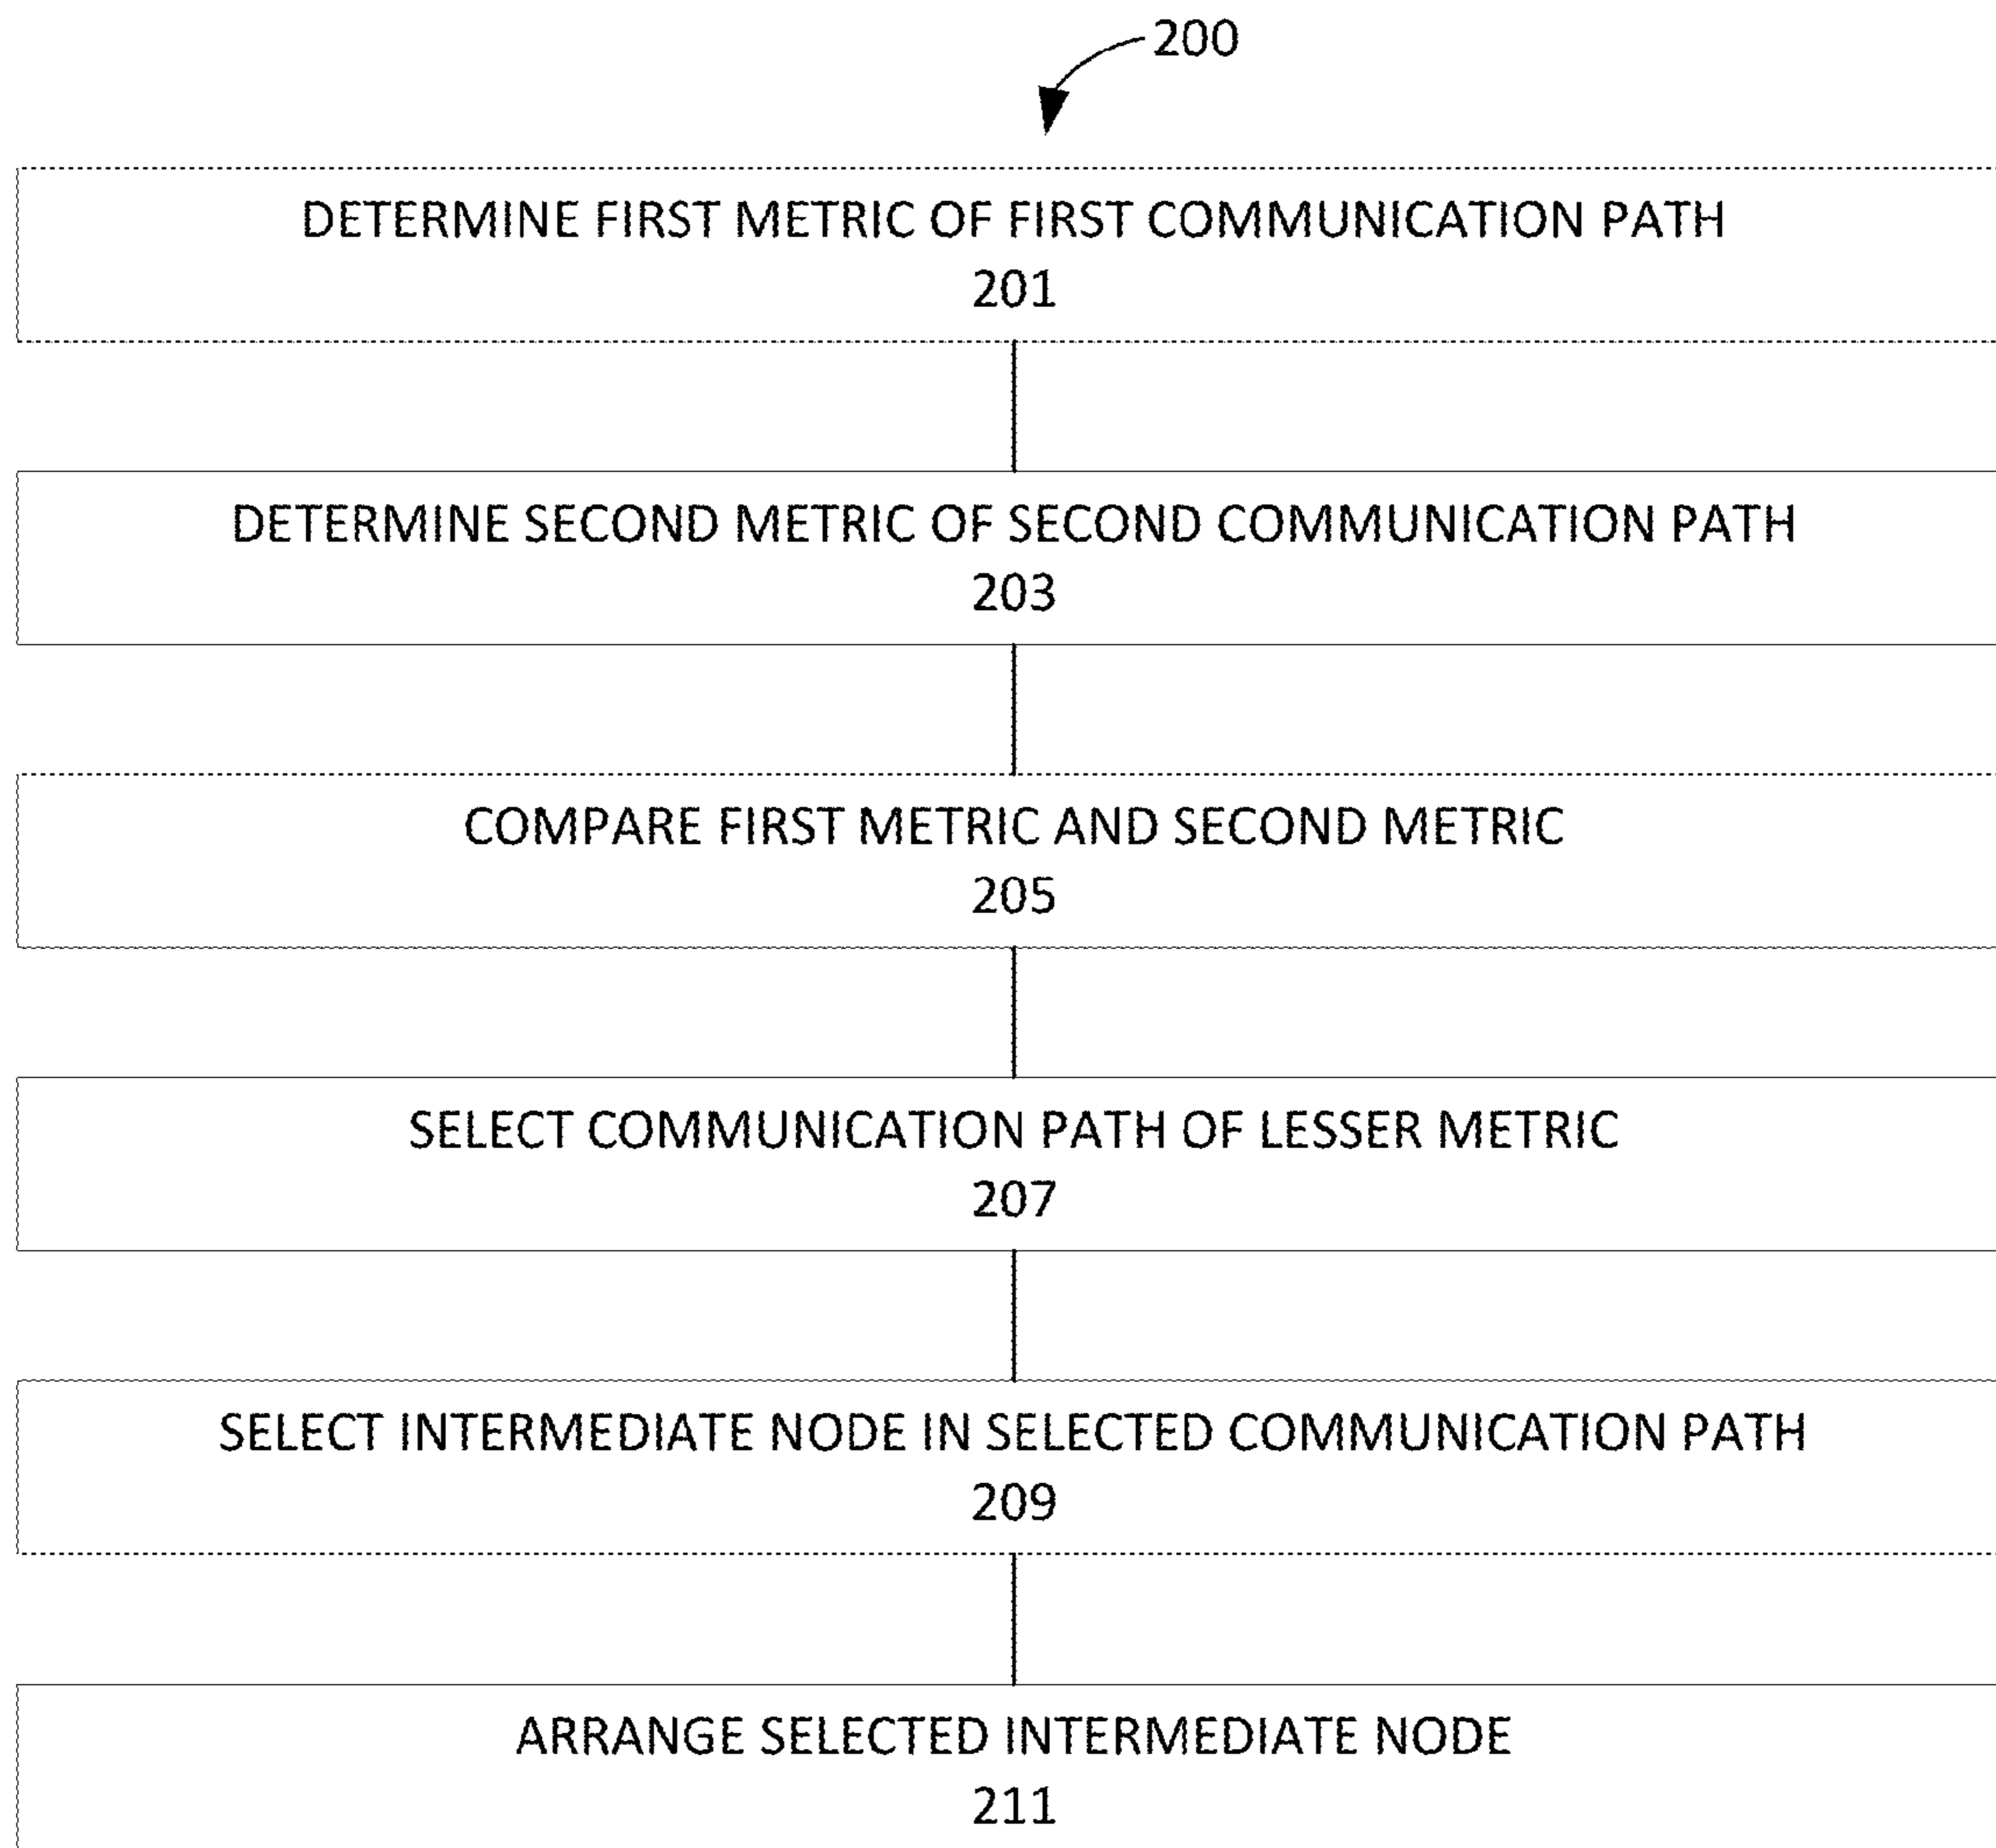 200
DETERMINE FIRST METRIC OF FIRST COMMUNICATION PATH
201
DETERMINE SECOND METRIC OF SECOND COMMUNICATION PATH
203
COMPARE FIRST METRIC AND SECOND METRIC
205
SELECT COMMUNICATION PATH OF LESSER METRIC
207
SELECT INTERMEDIATE NODE IN SELECTED COMMUNICATION PATH
209
ARRANGE SELECTED INTERMEDIATE NODE
211